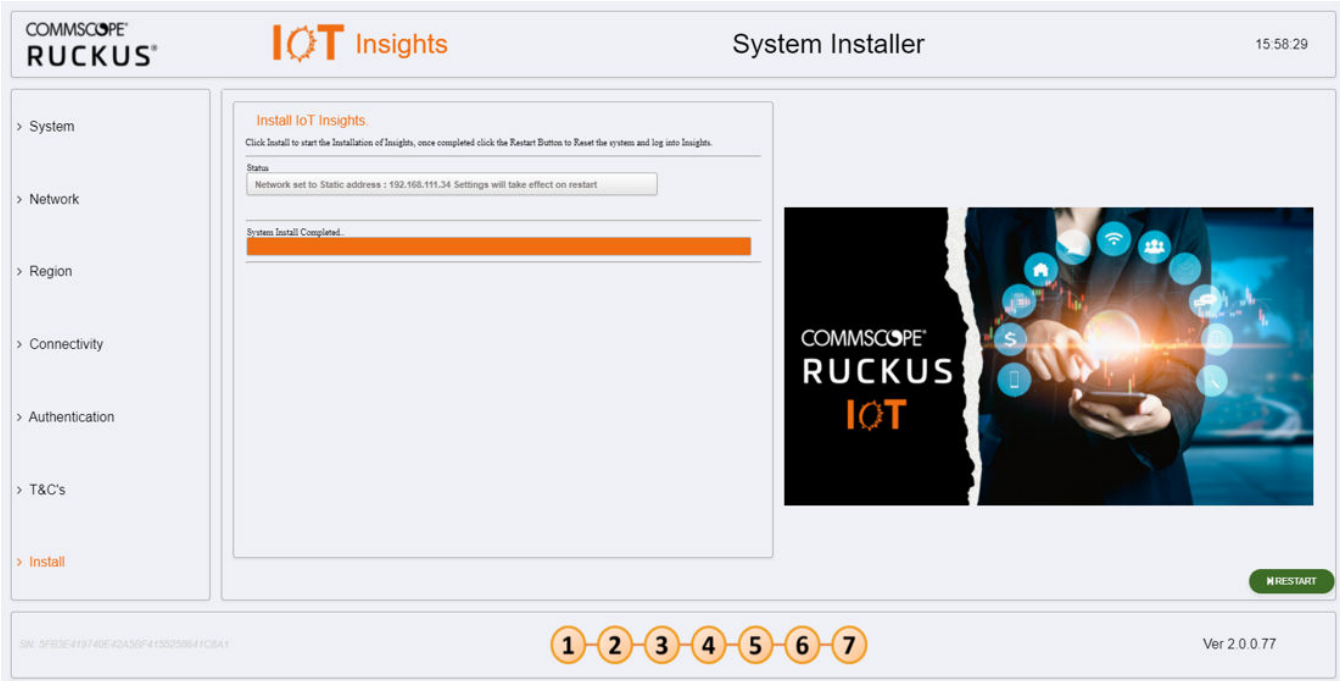 COMMSCOPE®
RUCKUS®
IOT Insights
System Installer
15:58:29
> System
> Network
> Region
> Connectivity
> Authentication
> T&C's
> Install
Install IoT Insights.
Click Install to start the Installation of Insights, once completed click the Restart Button to Reset the system and log into Insights.
Status
Network set to Static address : 192.168.111.34 Settings will take effect on restart
System Install Completed..
COMMSCOPE®
RUCKUS
IOT
$
RESTART
1 2 3 4 5 6 7
Ver 2.0.0.77